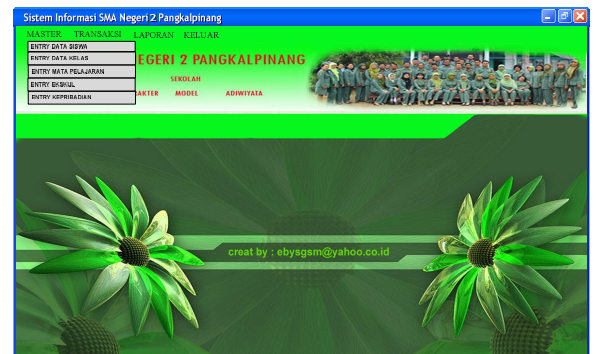 Sistem Informasi SMA Negeri 2 Pangkalpinang
MASTER TRANSAKSI LAPORAN KELUAR
ENTRY DATA SISWA
ENTRY DATA KELAS
ENTRY MATA PELAJARAN
ENTRY EKSKUL
ENTRY KEPRIBADIAN
EGERI 2 PANGKALPINANG
SEKOLAH
AKTER MODEL ADIWIYATA
creat by : ebysgsm@yahoo.co.id